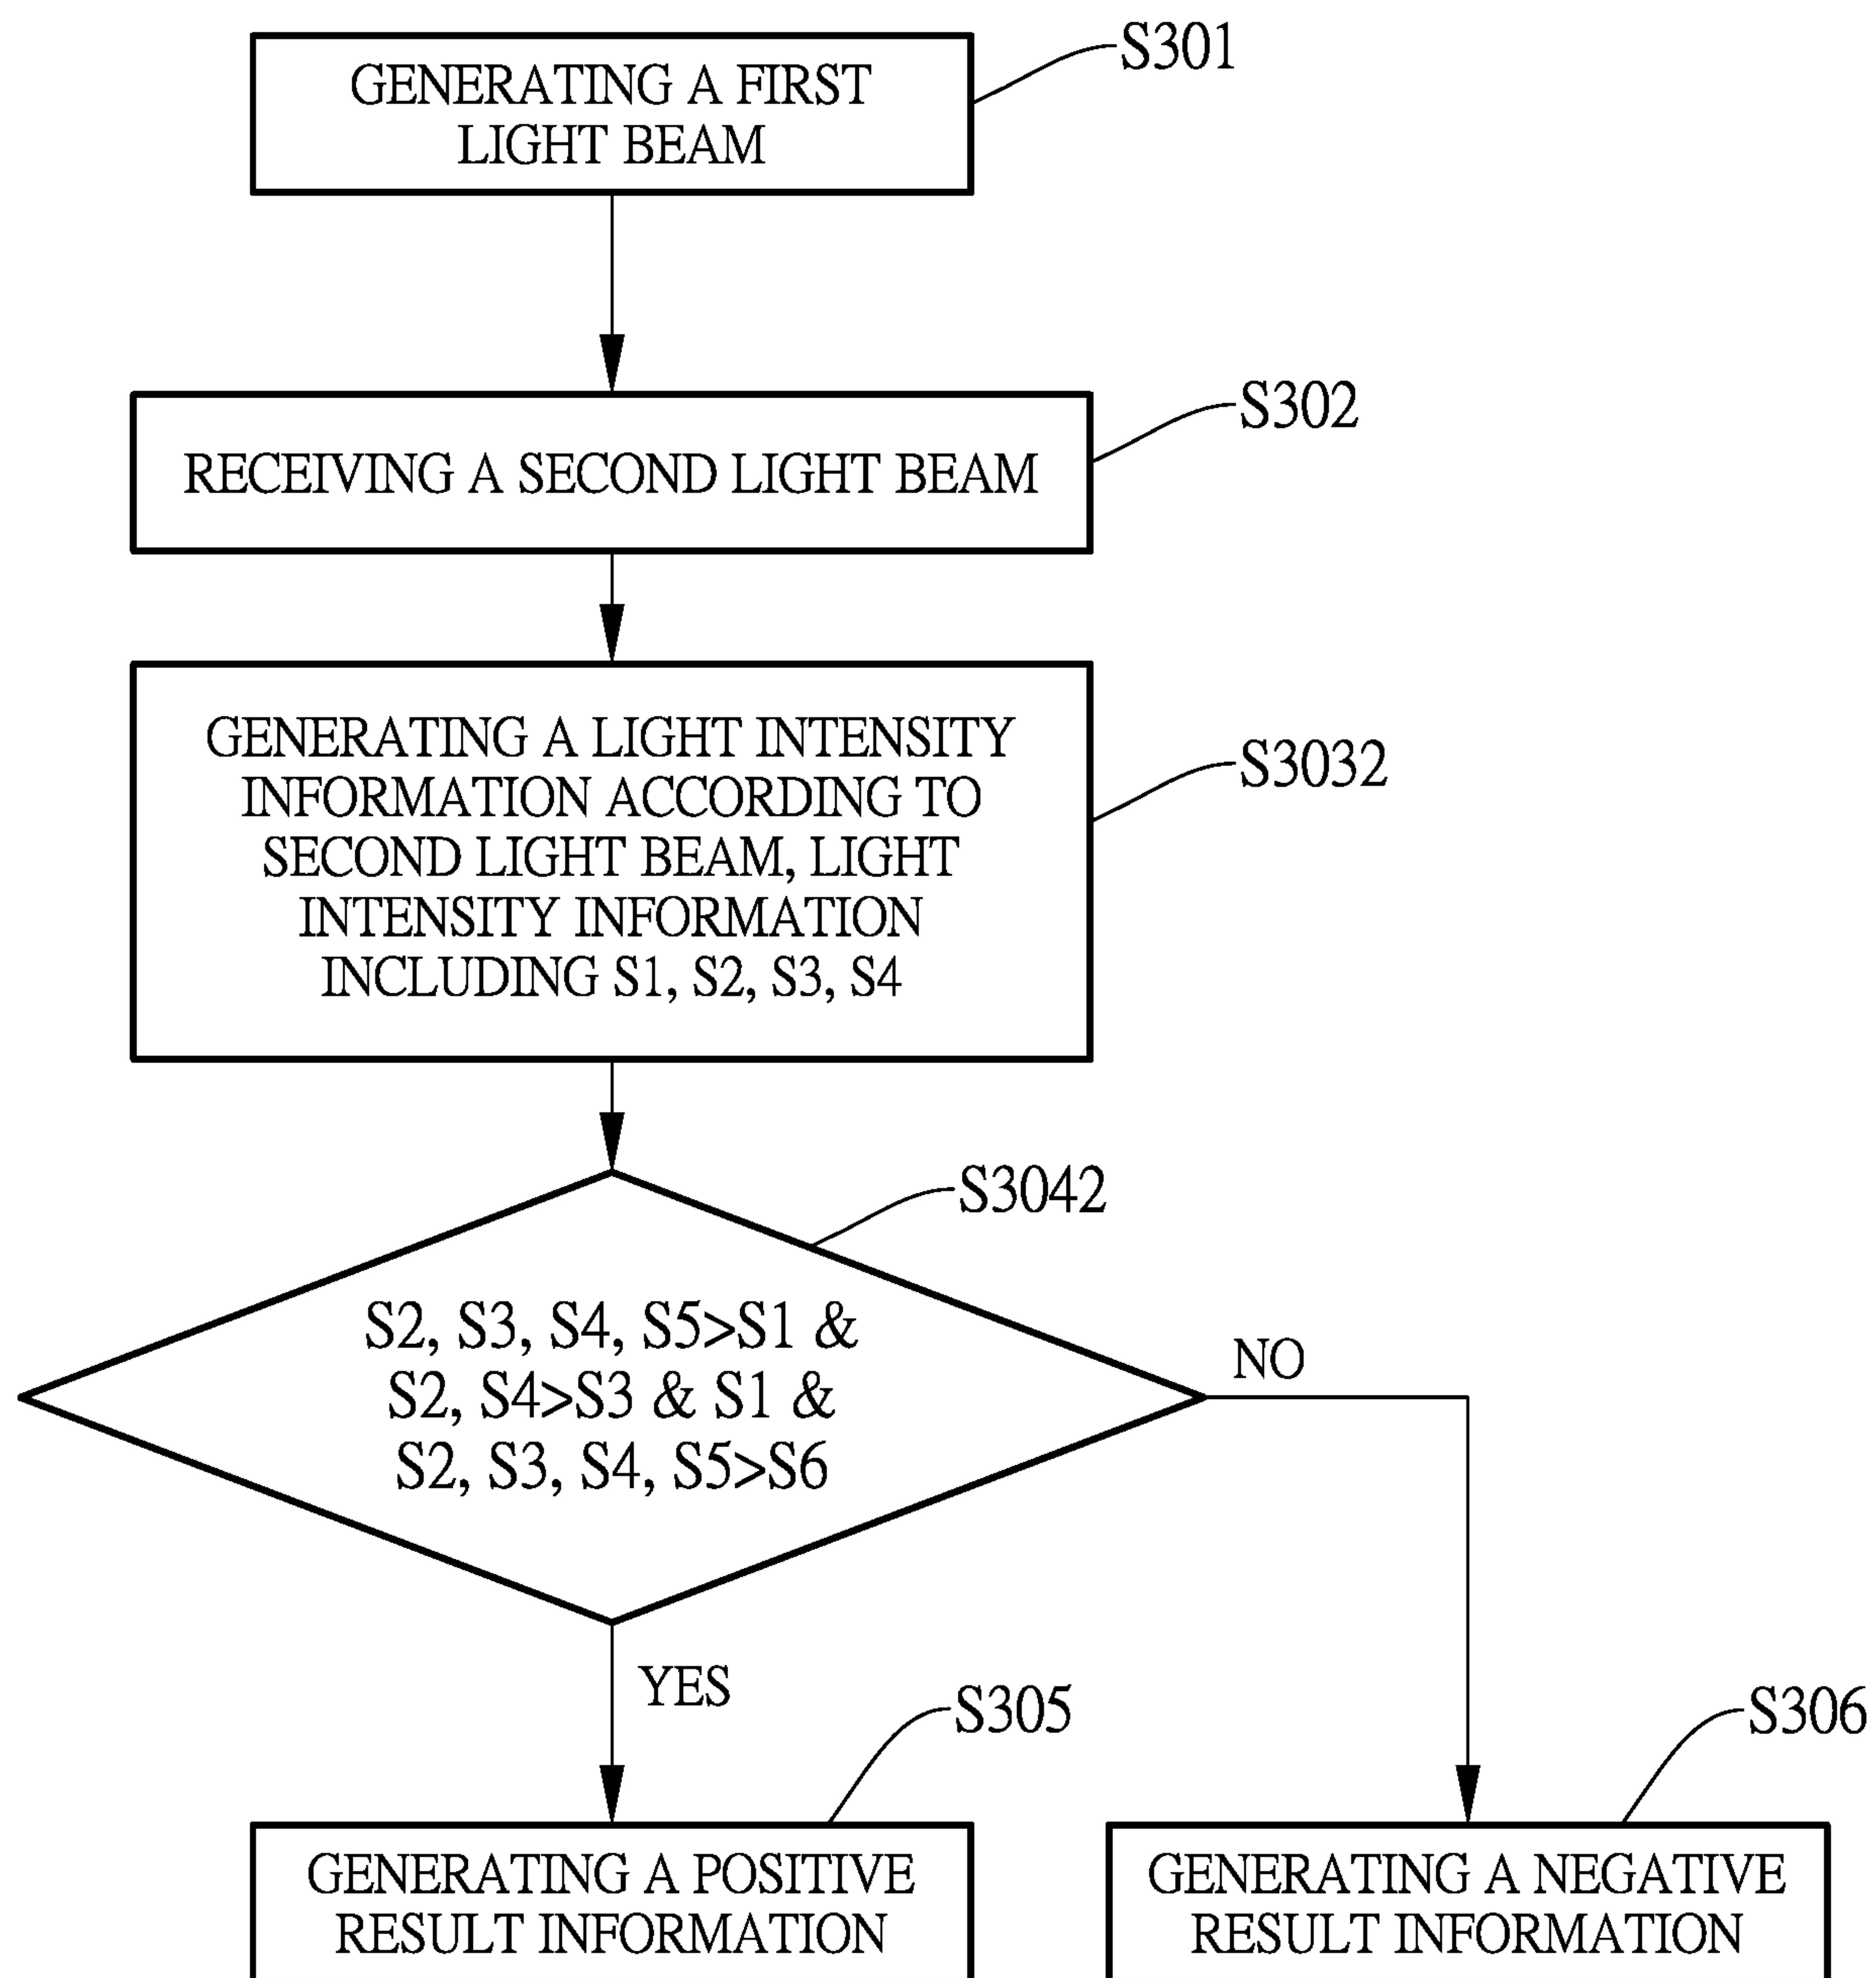 GENERATING A FIRST
LIGHT BEAM
S301
RECEIVING A SECOND LIGHT BEAM
S302
GENERATING A LIGHT INTENSITY
INFORMATION ACCORDING TO
SECOND LIGHT BEAM, LIGHT
INTENSITY INFORMATION
INCLUDING S1, S2, S3, S4
S3032
S3042
S2, S3, S4, S5>S1 &
S2, S4>S3 & S1 &
S2, S3, S4, S5>S6
NO
YES
S305
S306
GENERATING A POSITIVE
RESULT INFORMATION
GENERATING A NEGATIVE
RESULT INFORMATION